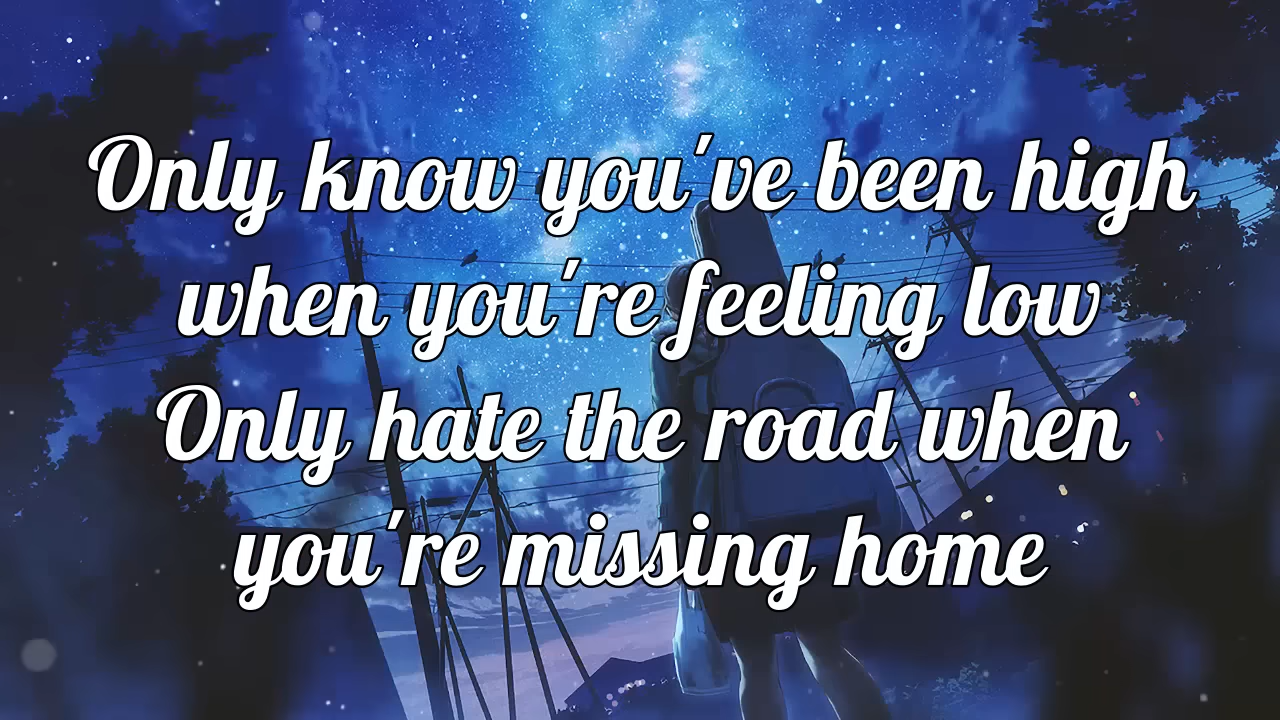 Only know you've been high
when you're feeling low
Only hate the road when
you're missing home